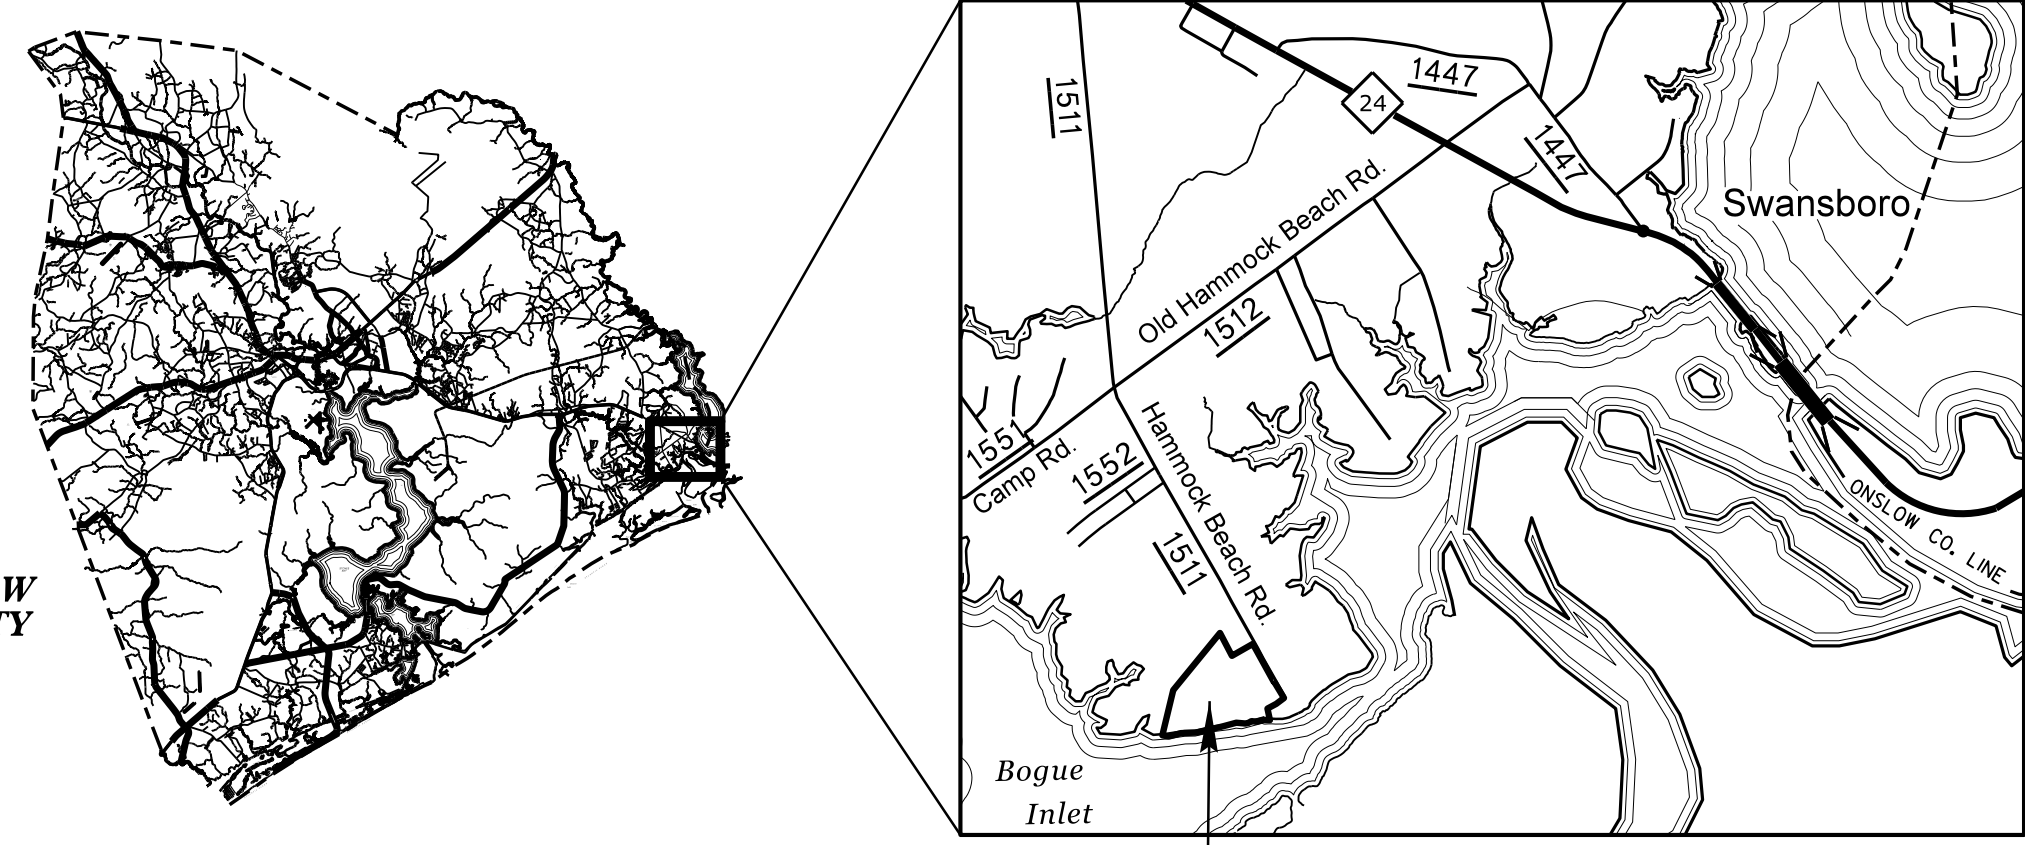 W
TY
1511
24
1447
1447
Swansboro
Old Hammock Beach Rd.
1512
1551
Camp Rd.
1552
Hammock Beach Rd.
1511
ONSLOW CO. LINE
Bogue
Inlet